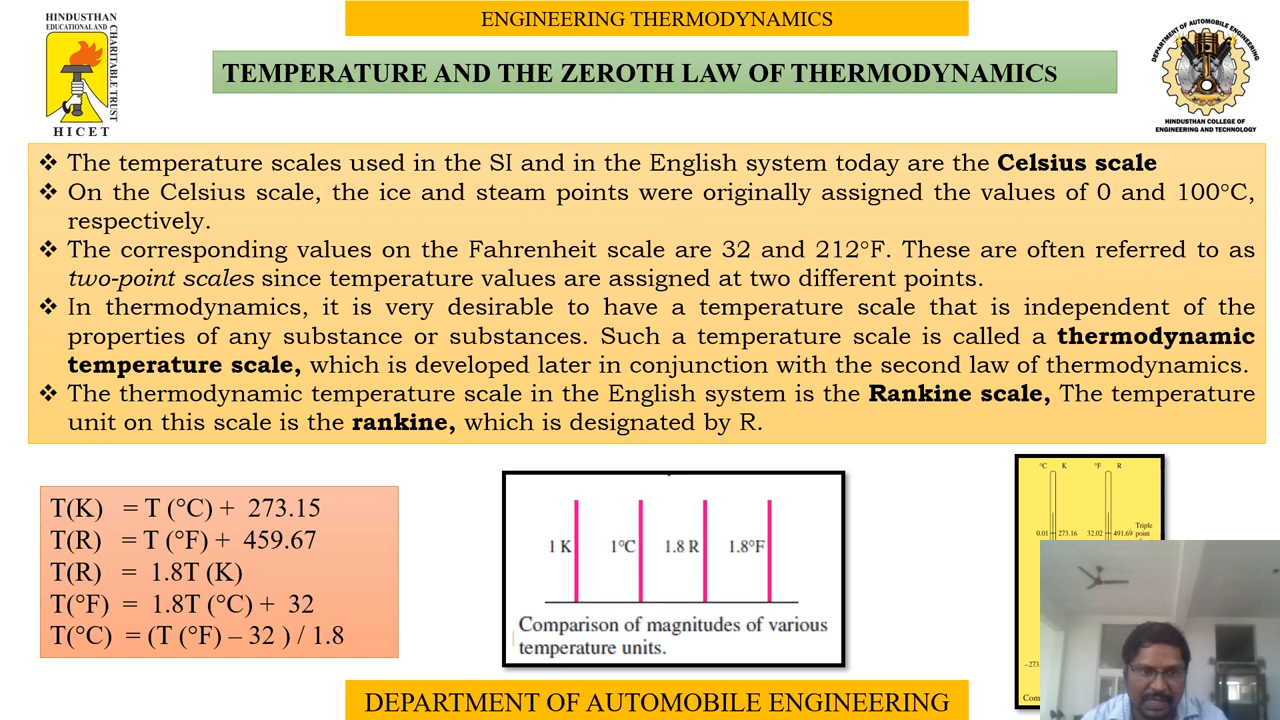 HINDUSTHAN
EDUCATIONAL AND
CHARITABLE TRUST
HICET
ENGINEERING THERMODYNAMICS
TEMPERATURE AND THE ZEROTH LAW OF THERMODYNAMICS
DEPARTMENT OF AUTOMOBILE ENGINEERING
HINDUSTHAN COLLEGE OF
ENGINEERING AND TECHNOLOGY
❖ The temperature scales used in the SI and in the English system today are the Celsius scale
❖ On the Celsius scale, the ice and steam points were originally assigned the values of 0 and 100°C,
respectively.
❖ The corresponding values on the Fahrenheit scale are 32 and 212°F. These are often referred to as
two-point scales since temperature values are assigned at two different points.
❖ In thermodynamics, it is very desirable to have a temperature scale that is independent of the
properties of any substance or substances. Such a temperature scale is called a thermodynamic
temperature scale, which is developed later in conjunction with the second law of thermodynamics.
❖ The thermodynamic temperature scale in the English system is the Rankine scale, The temperature
unit on this scale is the rankine, which is designated by R.
T(K) = T (°C) + 273.15
T(R) = T (°F) + 459.67
T(R) = 1.8T (K)
T(°F) = 1.8T (°C) + 32
T(°C) = (T (°F) – 32 ) / 1.8
1 K 1°C 1.8 R 1.8°F
Comparison of magnitudes of various
temperature units.
°C K °F R
0.01 273.16 32.02 491.69 Triple
point
–273
Com
DEPARTMENT OF AUTOMOBILE ENGINEERING